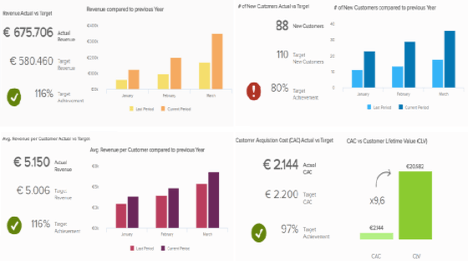 Revenue Actual vs Target
€ 675.706 Actual Revenue
€ 580.460 Target Revenue
116% Target Achievement
Revenue compared to previous Year
January February March
Last Period Current Period
# of New Customers Actual vs Target
88 New Customers
110 Target New Customers
80% Target Achievement
# of New Customers compared to previous Year
40
30
20
10
0
January February March
Last Period Current Period
Avg. Revenue per Customer Actual vs Target
€ 5.150 Actual Revenue
€ 5.006 Target Revenue
116% Target Achievement
Avg. Revenue per Customer compared to previous Year
January February March
Last Period Current Period
Customer Acquisition Cost (CAC) Actual vs Target
€ 2.144 Actual CAC
€ 2.200 Target CAC
97% Target Achievement
CAC vs Customer Lifetime Value (CLV)
x9,6
€2.144
CAC CLV